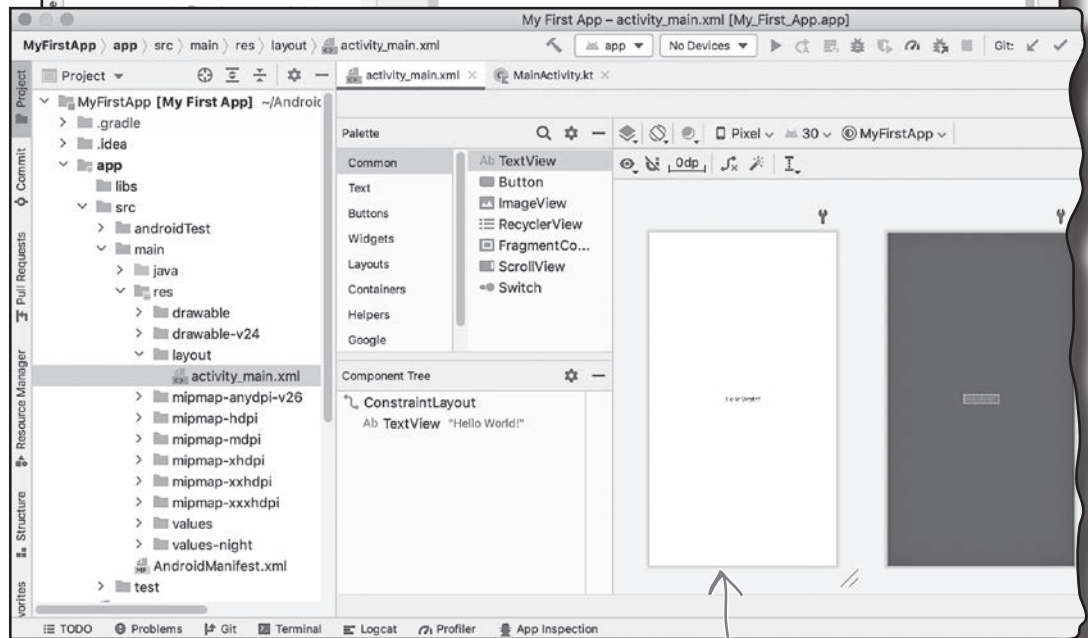 My First App – activity_main.xml [My_First_App.app]
MyFirstApp > app > src > main > res > layout > activity_main.xml
app
No Devices
Git:
Project
activity_main.xml
MainActivity.kt
MyFirstApp [My First App] ~/Androi
.gradle
.idea
app
libs
src
androidTest
main
java
res
drawable
drawable-v24
layout
activity_main.xml
mipmap-anydpi-v26
mipmap-hdpi
mipmap-mdpi
mipmap-xhdpi
mipmap-xxhdpi
mipmap-xxxhdpi
values
values-night
AndroidManifest.xml
test
Palette
Common
Text
Buttons
Widgets
Layouts
Containers
Helpers
Google
Ab TextView
Button
ImageView
RecyclerView
FragmentCo...
ScrollView
Switch
Component Tree
ConstraintLayout
Ab TextView "Hello World!"
Pixel
30
MyFirstApp
0dp
Hello World!
Project
Commit
Pull Requests
Resource Manager
Structure
vorites
TODO
Problems
Git
Terminal
Logcat
Profiler
App Inspection